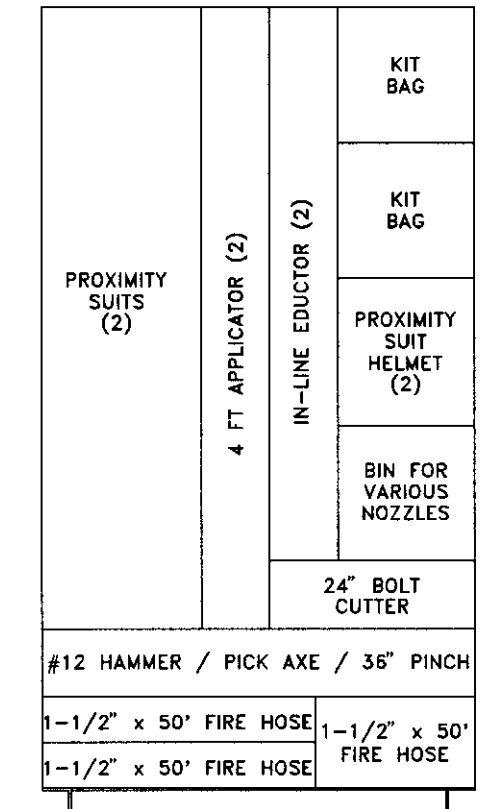 PROXIMITY
SUITS
(2)
4 FT APPLICATOR (2)
IN-LINE EDUCTOR (2)
KIT
BAG
KIT
BAG
PROXIMITY
SUIT
HELMET
(2)
BIN FOR
VARIOUS
NOZZLES
24" BOLT
CUTTER
#12 HAMMER / PICK AXE / 36" PINCH
1-1/2" x 50' FIRE HOSE
1-1/2" x 50' FIRE HOSE
1-1/2" x 50'
FIRE HOSE